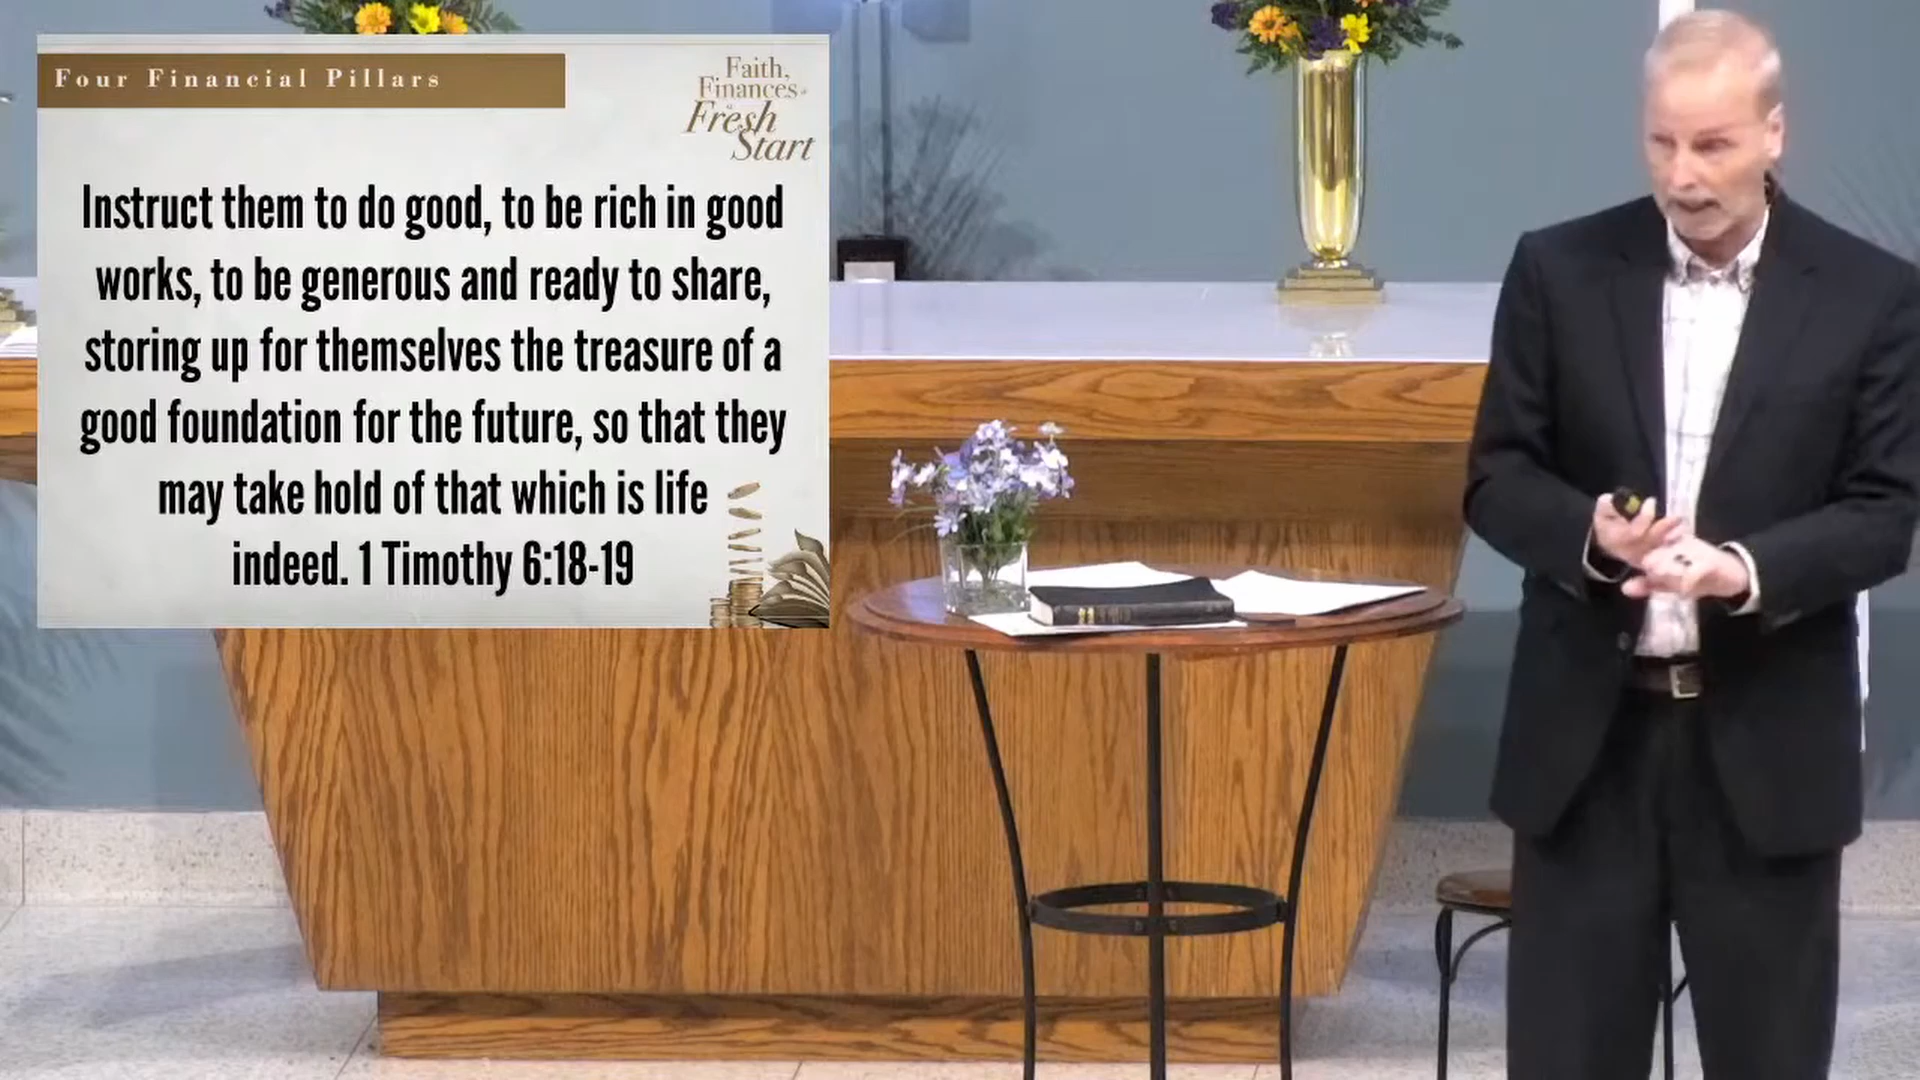 Four Financial Pillars
Faith,
Finances &
a
Fresh
Start
Instruct them to do good, to be rich in good
works, to be generous and ready to share,
storing up for themselves the treasure of a
good foundation for the future, so that they
may take hold of that which is life
indeed. 1 Timothy 6:18-19